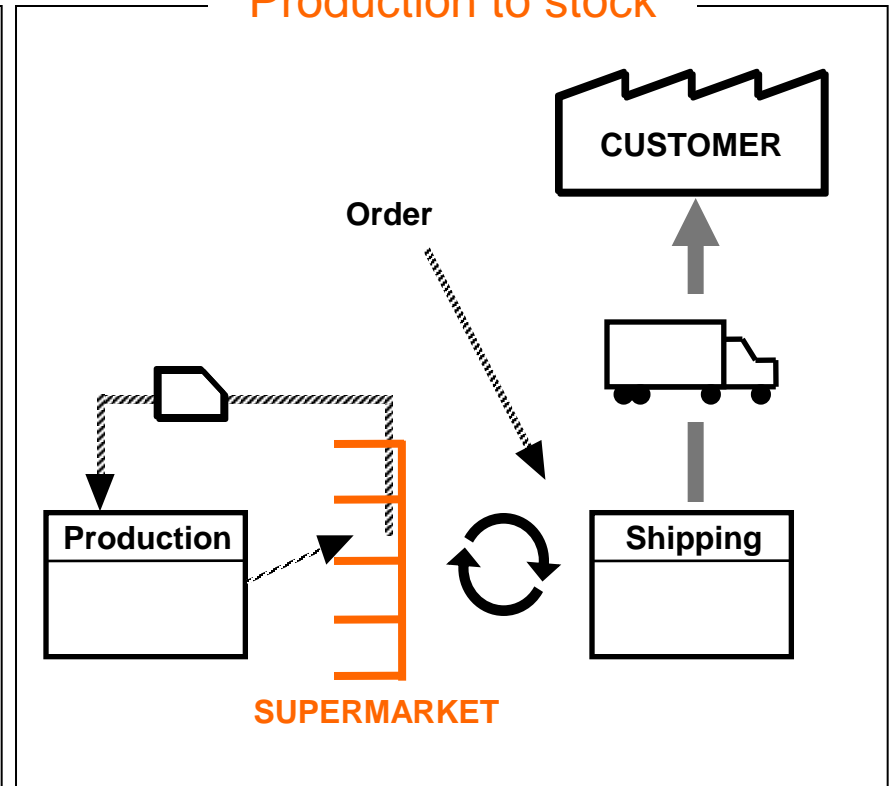 Production to stock
CUSTOMER
Order
Production
Shipping
SUPERMARKET